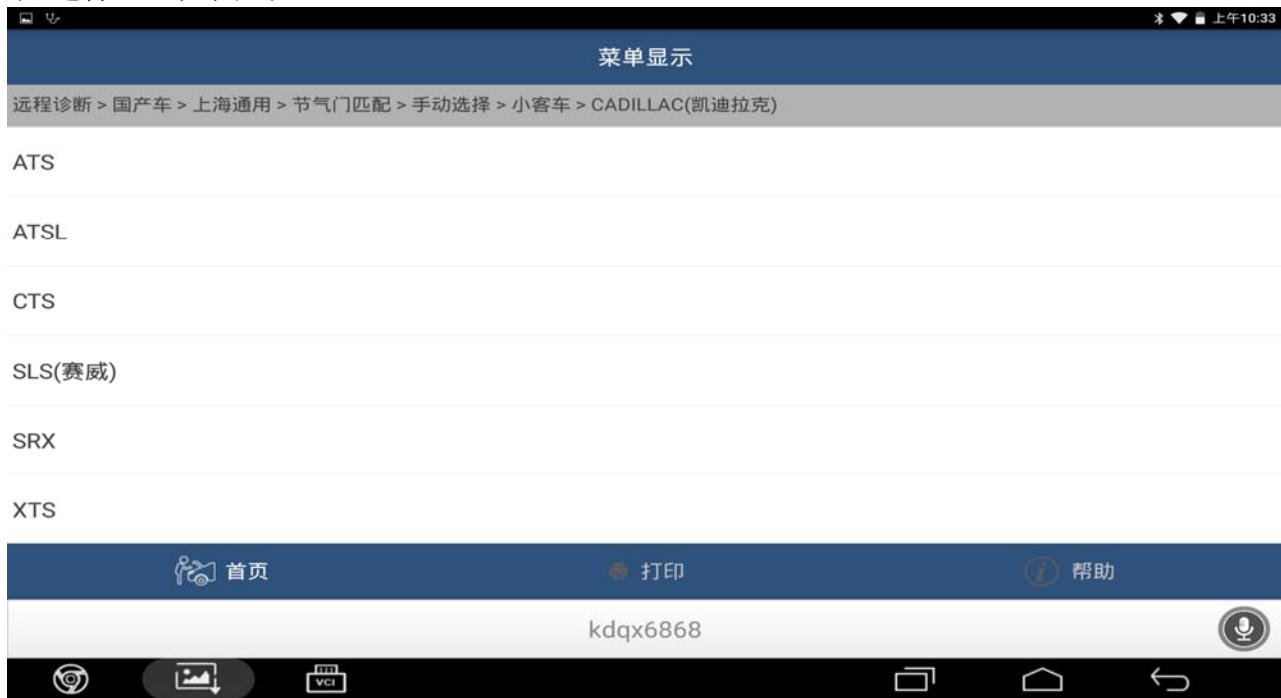 上午10:33
菜单显示
远程诊断 > 国产车 > 上海通用 > 节气门匹配 > 手动选择 > 小客车 > CADILLAC(凯迪拉克)
ATS
ATSL
CTS
SLS(赛威)
SRX
XTS
首页 打印 帮助
kdqx6868
VCI